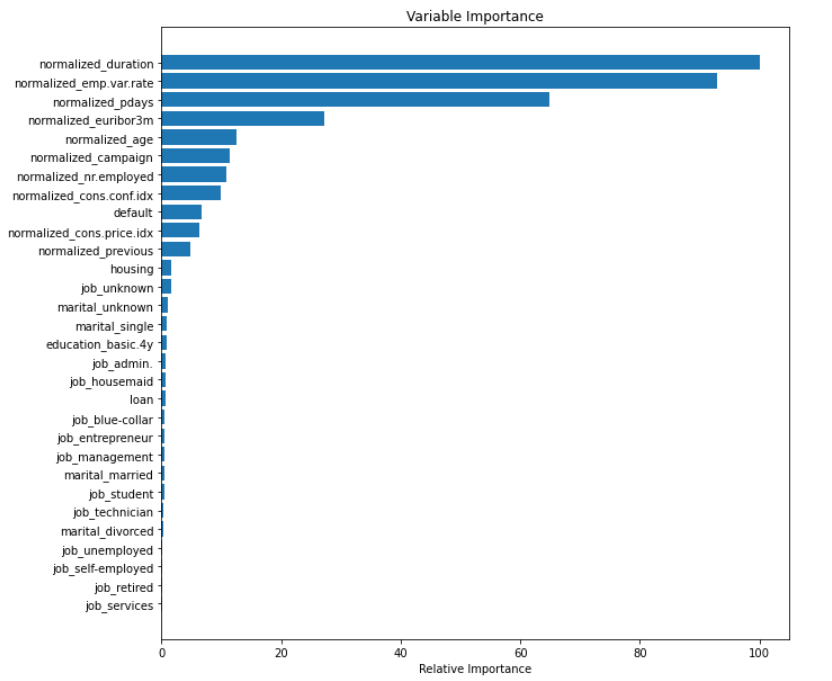 Variable Importance
normalized_duration
normalized_emp.var.rate
normalized_pdays
normalized_euribor3m
normalized_age
normalized_campaign
normalized_nr.employed
normalized_cons.conf.idx
default
normalized_cons.price.idx
normalized_previous
housing
job_unknown
marital_unknown
marital_single
education_basic.4y
job_admin.
job_housemaid
loan
job_blue-collar
job_entrepreneur
job_management
marital_married
job_student
job_technician
marital_divorced
job_unemployed
job_self-employed
job_retired
job_services
0 20 40 60 80 100
Relative Importance